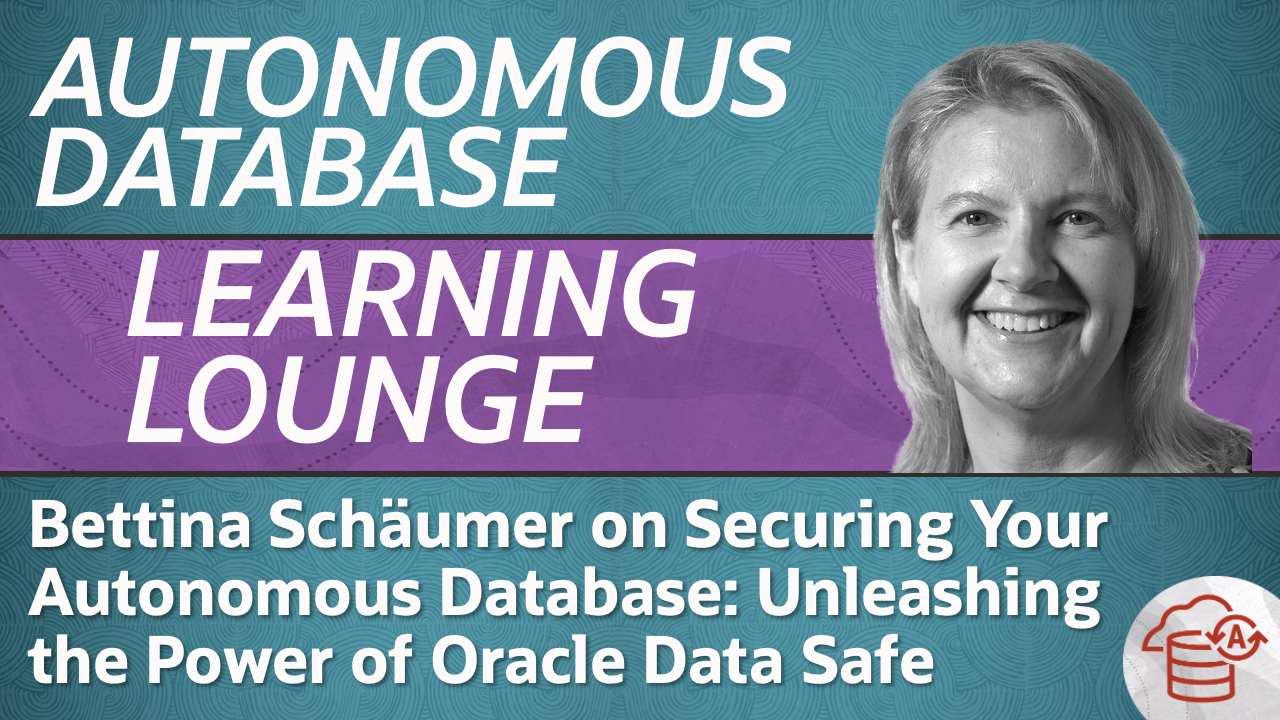 AUTONOMOUS
DATABASE
LEARNING
LOUNGE
Bettina Schäumer on Securing Your
Autonomous Database: Unleashing
the Power of Oracle Data Safe
A